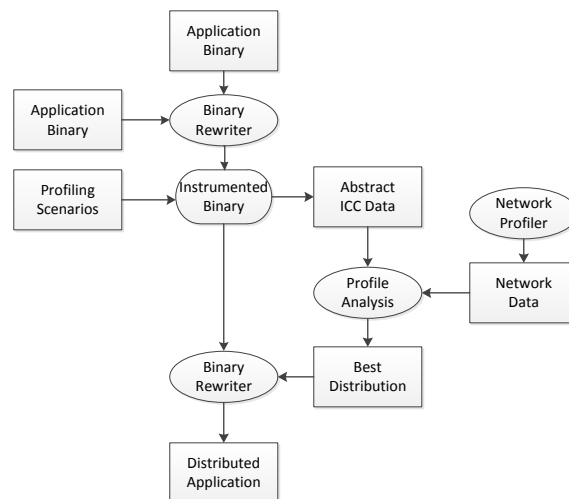 Application
Binary
Application
Binary
Binary
Rewriter
Profiling
Scenarios
Instrumented
Binary
Abstract
ICC Data
Network
Profiler
Profile
Analysis
Network
Data
Binary
Rewriter
Best
Distribution
Distributed
Application